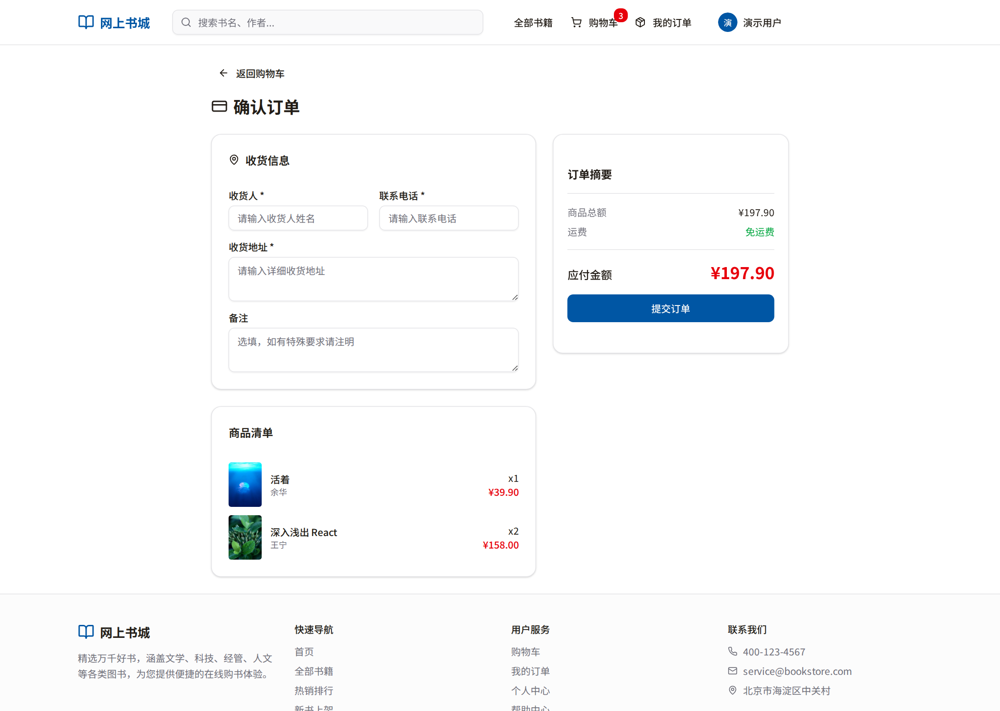 网上书城
搜索书名、作者...
全部书籍
购物车
3
我的订单
演
演示用户
返回购物车
确认订单
收货信息
收货人 *
联系电话 *
请输入收货人姓名
请输入联系电话
收货地址 *
请输入详细收货地址
备注
选填，如有特殊要求请注明
订单摘要
商品总额
¥197.90
运费
免运费
应付金额
¥197.90
提交订单
商品清单
活着
余华
x1
¥39.90
深入浅出 React
王宁
x2
¥158.00
网上书城
精选万千好书，涵盖文学、科技、经管、人文
等各类图书，为您提供便捷的在线购书体验。
快速导航
首页
全部书籍
热销排行
新书上架
用户服务
购物车
我的订单
个人中心
帮助中心
联系我们
400-123-4567
service@bookstore.com
北京市海淀区中关村